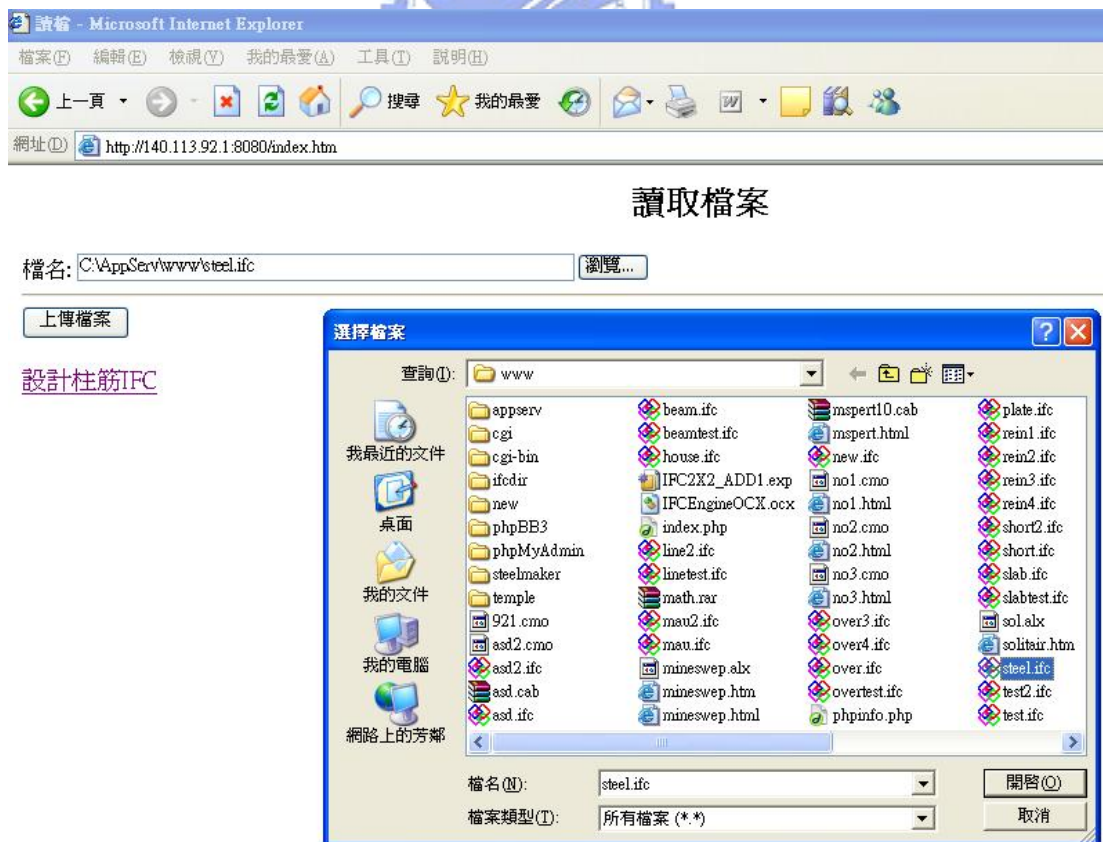 讀檔 - Microsoft Internet Explorer
檔案(F) 編輯(E) 檢視(V) 我的最愛(A) 工具(T) 說明(H)
上一頁 搜尋 我的最愛
網址(D) http://140.113.92.1:8080/index.htm
讀取檔案
檔名: C:\AppServ\www\steel.ifc 瀏覽...
上傳檔案
設計柱筋IFC
選擇檔案
查詢(I): www
我最近的文件
桌面
我的文件
我的電腦
網路上的芳鄰
appserv
cgi
cgi-bin
ifcdir
new
phpBB3
phpMyAdmin
steelmaker
temple
921.cmo
asd2.cmo
asd2.ifc
asd.cab
asd.ifc
beam.ifc
beamtest.ifc
house.ifc
IFC2X2_ADD1.exp
IFCEngineOCX.ocx
index.php
line2.ifc
linetest.ifc
math.rar
mau2.ifc
mau.ifc
mineswep.alx
mineswep.htm
mineswep.html
mspert10.cab
mspert.html
new.ifc
no1.cmo
no1.html
no2.cmo
no2.html
no3.cmo
no3.html
over3.ifc
over4.ifc
over.ifc
overtest.ifc
phpinfo.php
plate.ifc
rein1.ifc
rein2.ifc
rein3.ifc
rein4.ifc
short2.ifc
short.ifc
slab.ifc
slabtest.ifc
sol.alx
solitair.htm
steel.ifc
test2.ifc
test.ifc
檔名(N): steel.ifc 開啓(O)
檔案類型(T): 所有檔案 (*.*) 取消